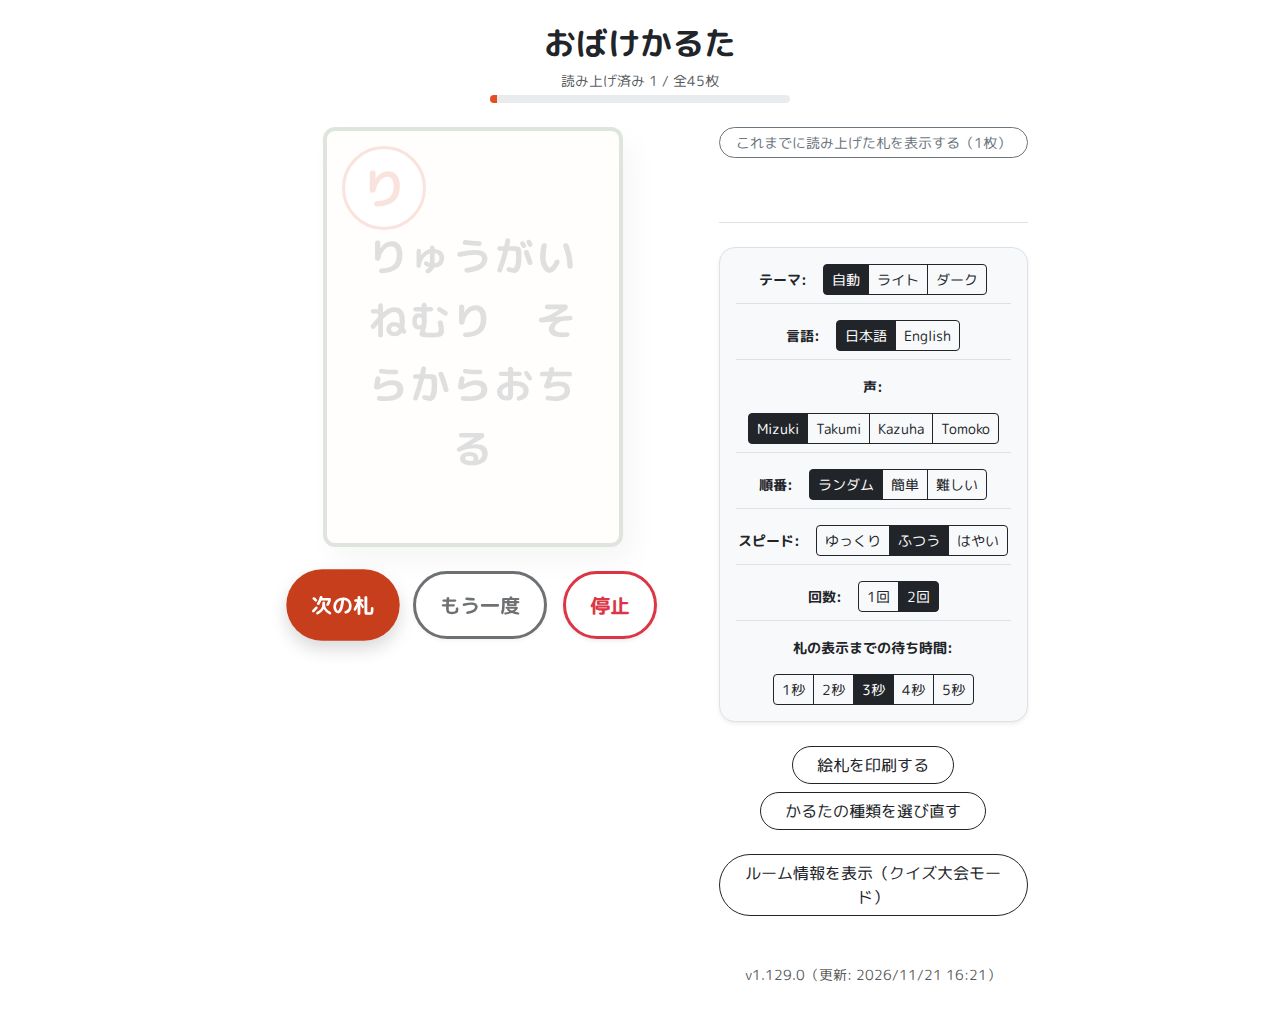 おばけかるた
読み上げ済み 1 / 全45枚
り
りゅうがい
ねむり　そ
らからおち
る
次の札
もう一度
停止
これまでに読み上げた札を表示する（1枚）
テーマ: 自動 ライト ダーク
言語: 日本語 English
声:
Mizuki Takumi Kazuha Tomoko
順番: ランダム 簡単 難しい
スピード: ゆっくり ふつう はやい
回数: 1回 2回
札の表示までの待ち時間:
1秒 2秒 3秒 4秒 5秒
絵札を印刷する
かるたの種類を選び直す
ルーム情報を表示（クイズ大会モー
ド）
v1.129.0（更新: 2026/11/21 16:21）